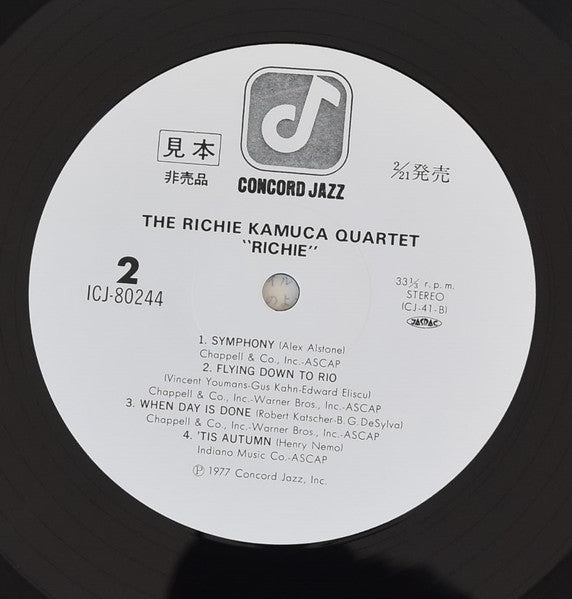 見本
非売品
CONCORD JAZZ
2/21発売
THE RICHIE KAMUCA QUARTET
"RICHIE"
2
ICJ-80244
33⅓ r.p.m.
STEREO
(CJ-41-B)
JASRAC
1. SYMPHONY (Alex Alstone)
Chappell & Co., Inc.-ASCAP
2. FLYING DOWN TO RIO
(Vincent Youmans-Gus Kahn-Edward Eliscu)
Chappell & Co., Inc.-Warner Bros., Inc.-ASCAP
3. WHEN DAY IS DONE (Robert Katscher-B.G.DeSylva)
Chappell & Co., Inc.-Warner Bros., Inc.-ASCAP
4. 'TIS AUTUMN (Henry Nemo)
Indiano Music Co.-ASCAP
Ⓟ 1977 Concord Jazz, Inc.